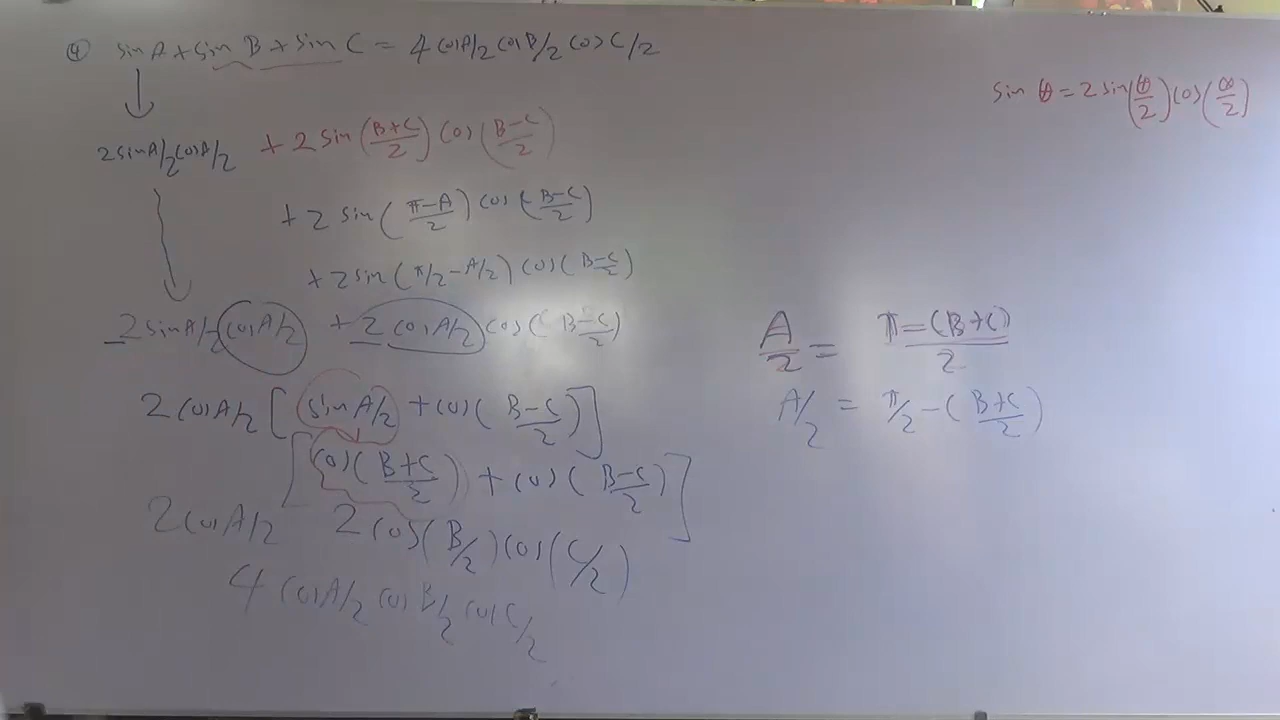 ④ sin A + sin B + sin C = 4 cos A/2 cos B/2 cos C/2
sin θ = 2 sin(θ/2) cos(θ/2)
2 sin A/2 cos A/2 + 2 sin((B+C)/2) cos((B-C)/2)
+ 2 sin((π-A)/2) cos((B-C)/2)
+ 2 sin(π/2 - A/2) cos((B-C)/2)
2 sin A/2 cos A/2 + 2 cos A/2 cos((B-C)/2)
A/2 = (π-(B+C))/2
2 cos A/2 [sin A/2 + cos((B-C)/2)]
A/2 = π/2 - ((B+C)/2)
[cos((B+C)/2) + cos((B-C)/2)]
2 cos A/2 2 cos(B/2) cos(C/2)
4 cos A/2 cos B/2 cos C/2